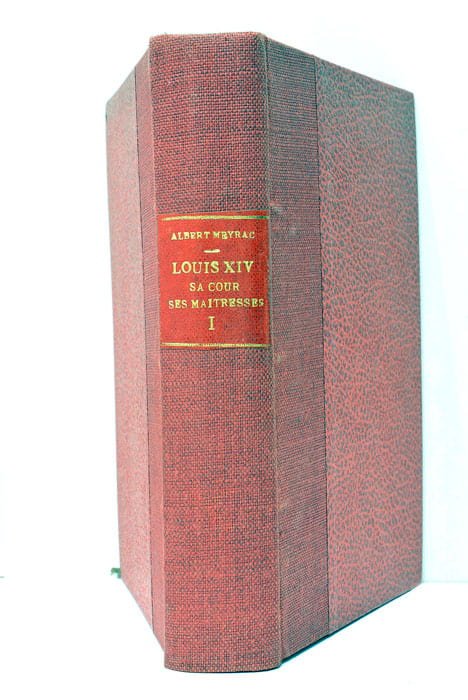 ALBERT MEYRAC
LOUIS XIV
SA COUR
SES MAITRESSES
I